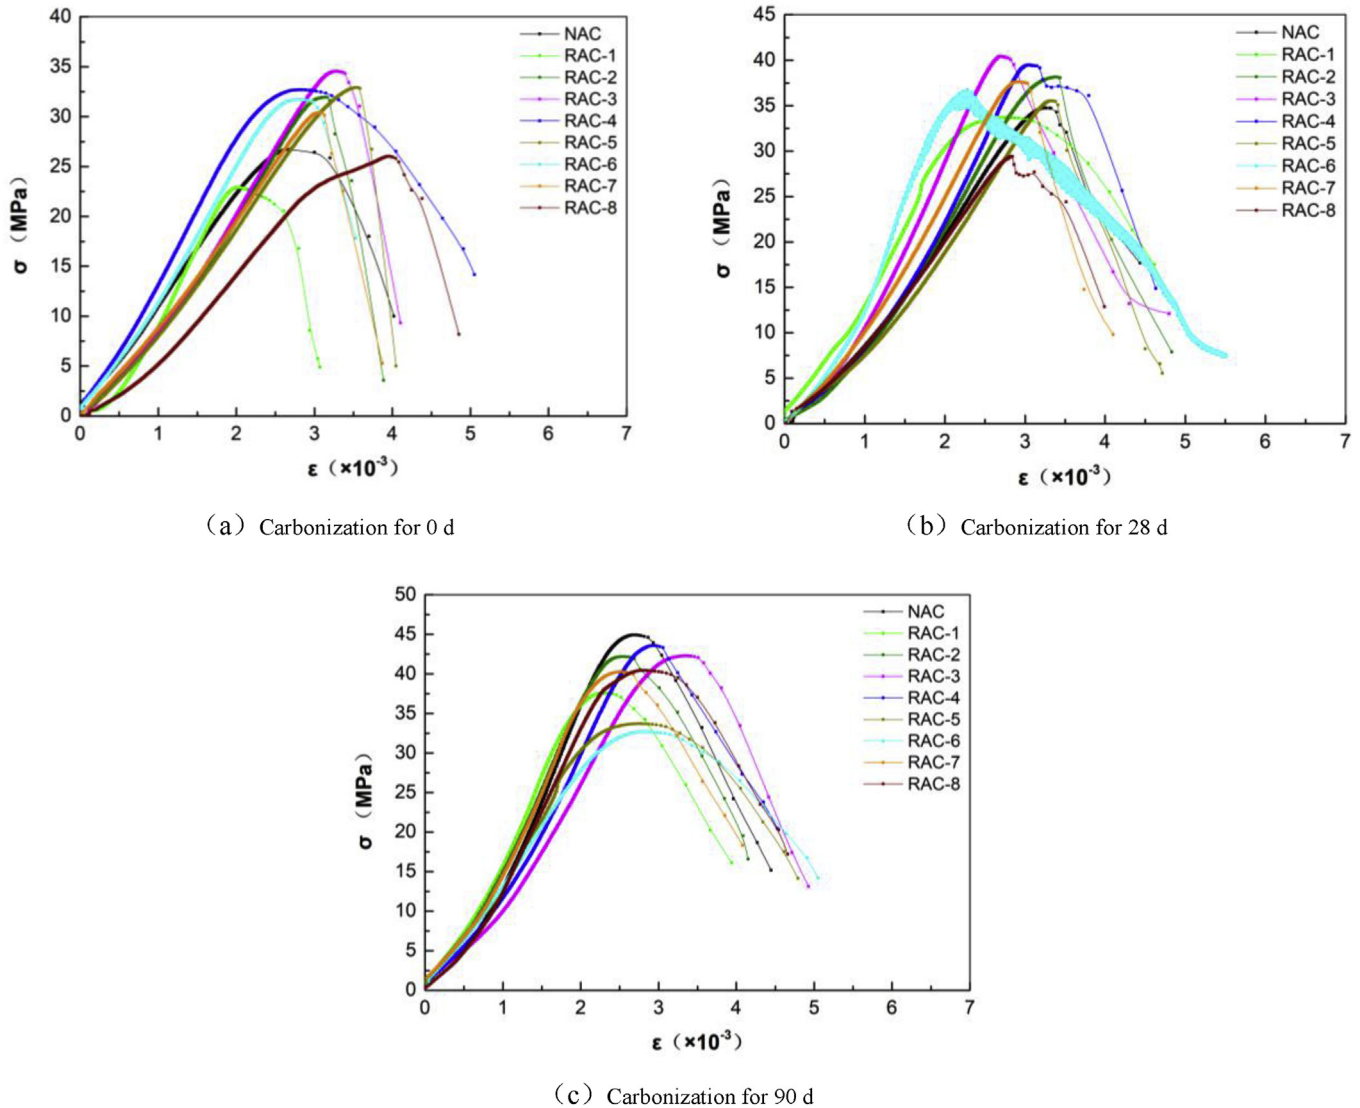 40
35
30
25
20
15
10
5
0
σ（MPa）
0 1 2 3 4 5 6 7
ε（×10⁻³）
NAC
RAC-1
RAC-2
RAC-3
RAC-4
RAC-5
RAC-6
RAC-7
RAC-8
（a）Carbonization for 0 d
45
40
35
30
25
20
15
10
5
0
σ（MPa）
0 1 2 3 4 5 6 7
ε（×10⁻³）
NAC
RAC-1
RAC-2
RAC-3
RAC-4
RAC-5
RAC-6
RAC-7
RAC-8
（b）Carbonization for 28 d
50
45
40
35
30
25
20
15
10
5
0
σ（MPa）
0 1 2 3 4 5 6 7
ε（×10⁻³）
NAC
RAC-1
RAC-2
RAC-3
RAC-4
RAC-5
RAC-6
RAC-7
RAC-8
（c）Carbonization for 90 d